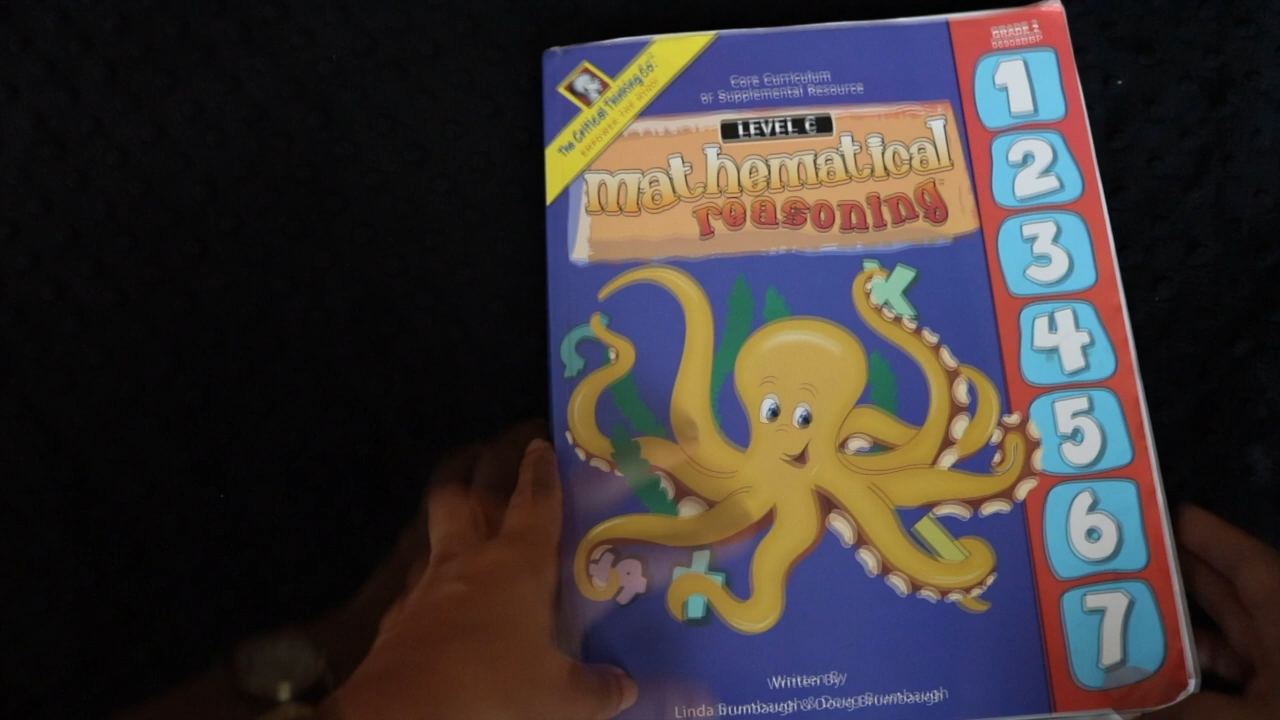 GRADE 2
06908BBP
The Critical Thinking Co.
EMPOWER THE MIND!
Core Curriculum
or Supplemental Resource
LEVEL C
mathematical
reasoning
1
2
3
4
5
6
7
Written By
Linda Brumbaugh & Doug Brumbaugh